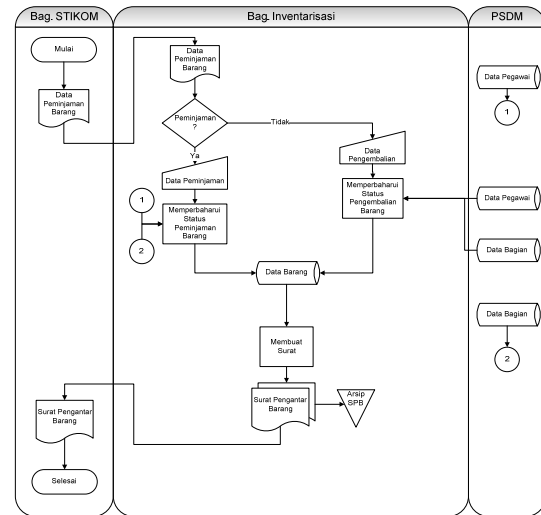 Bag. STIKOM
Bag. Inventarisasi
PSDM
Mulai
Data
Peminjaman
Barang
Data
Peminjaman
Barang
Peminjaman
?
Tidak
Ya
Data Peminjaman
Data
Pengembalian
1
2
Memperbaharui
Status
Peminjaman
Barang
Memperbaharui
Status
Pengembalian
Barang
Data Barang
Membuat
Surat
Surat Pengantar
Barang
Arsip
SPB
Surat Pengantar
Barang
Selesai
Data Pegawai
1
Data Pegawai
Data Bagian
Data Bagian
2